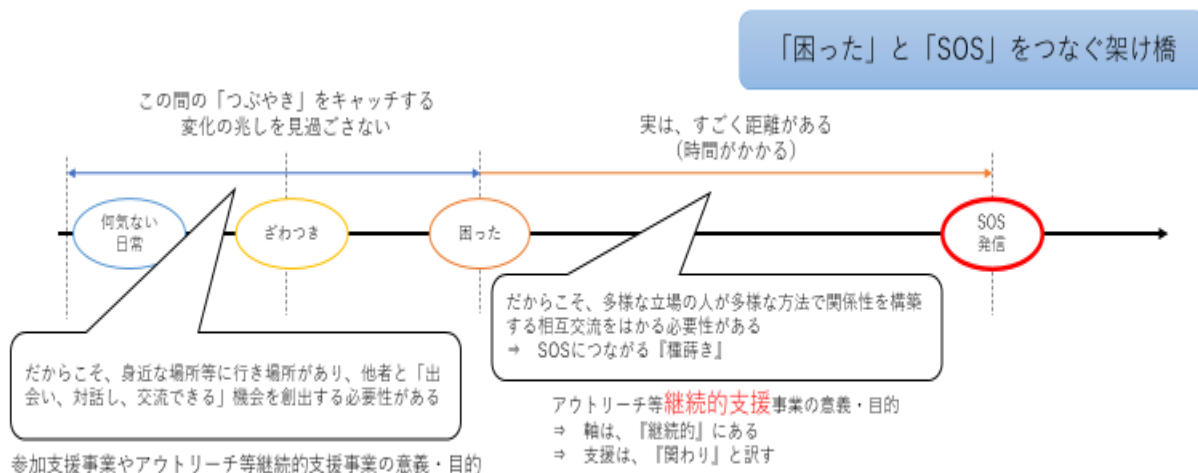 「困った」と「SOS」をつなぐ架け橋
この間の「つぶやき」をキャッチする
変化の兆しを見過ごさない
実は、すごく距離がある
（時間がかかる）
何気ない
日常
ざわつき
困った
SOS
発信
だからこそ、身近な場所等に行き場所があり、他者と「出
会い、対話し、交流できる」機会を創出する必要性がある
参加支援事業やアウトリーチ等継続的支援事業の意義・目的
だからこそ、多様な立場の人が多様な方法で関係性を構築
する相互交流をはかる必要性がある
⇒ SOSにつながる『種蒔き』
アウトリーチ等継続的支援事業の意義・目的
⇒ 軸は、『継続的』にある
⇒ 支援は、『関わり』と訳す